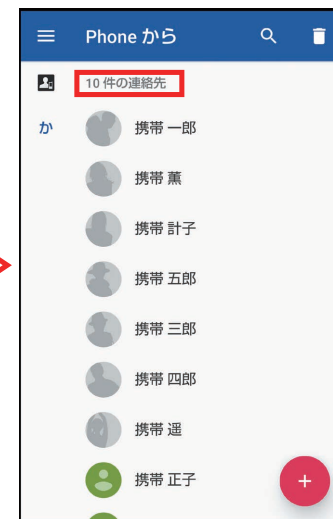 Phone から
10 件の連絡先
か
携帯 一郎
携帯 薫
携帯 計子
携帯 五郎
携帯 三郎
携帯 四郎
携帯 遥
携帯 正子